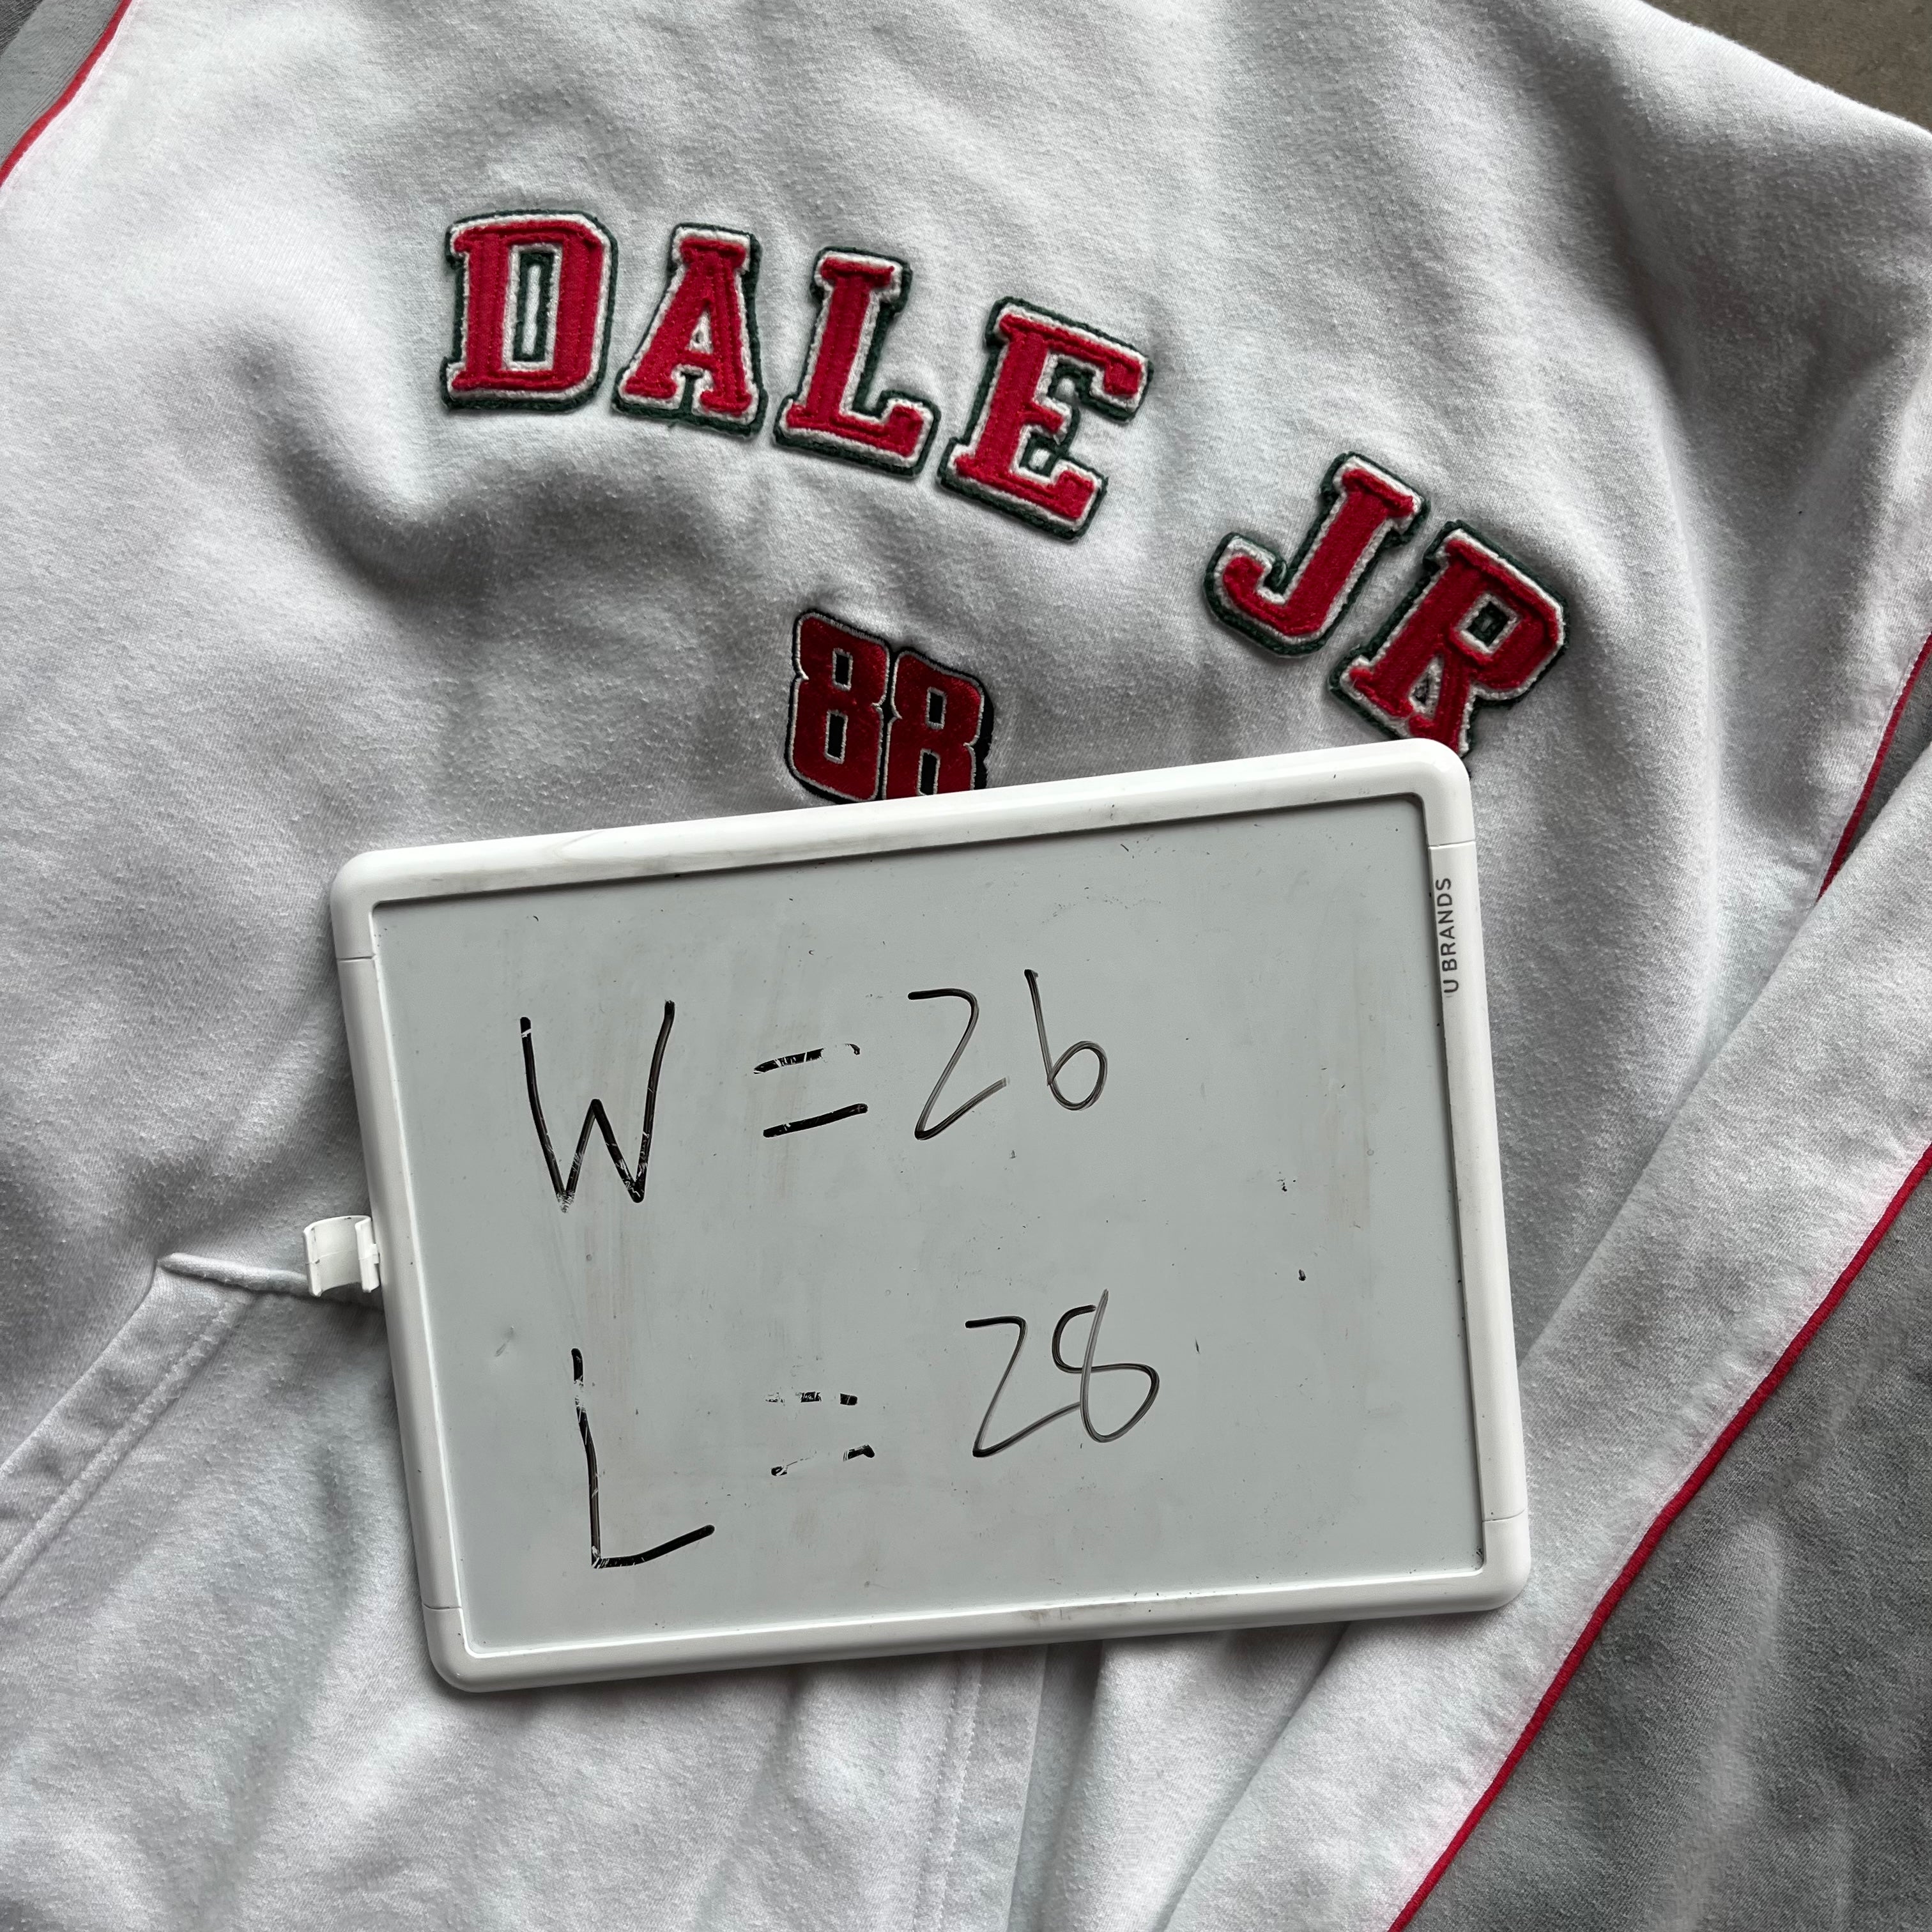 DALE JR
88
U BRANDS
W = 26
L = 28